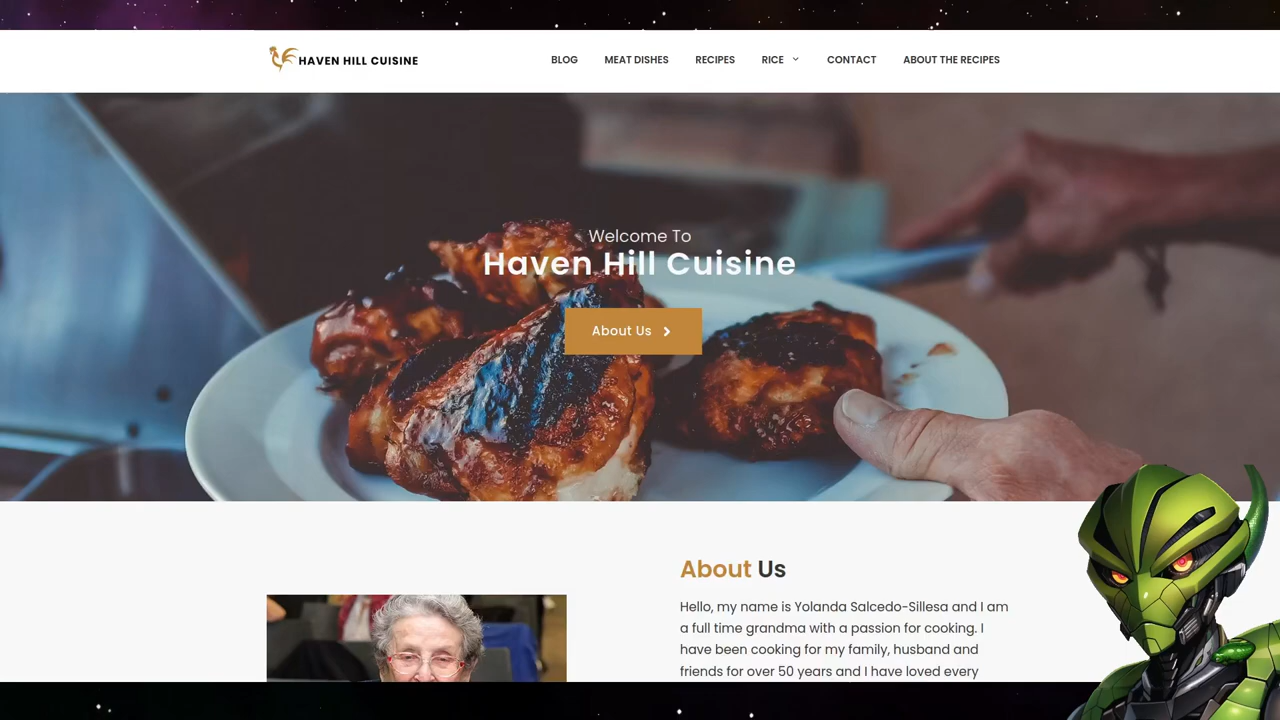 HAVEN HILL CUISINE
BLOG MEAT DISHES RECIPES RICE CONTACT ABOUT THE RECIPES
Welcome To
Haven Hill Cuisine
About Us
About Us
Hello, my name is Yolanda Salcedo-Sillesa and I am
a full time grandma with a passion for cooking. I
have been cooking for my family, husband and
friends for over 50 years and I have loved every